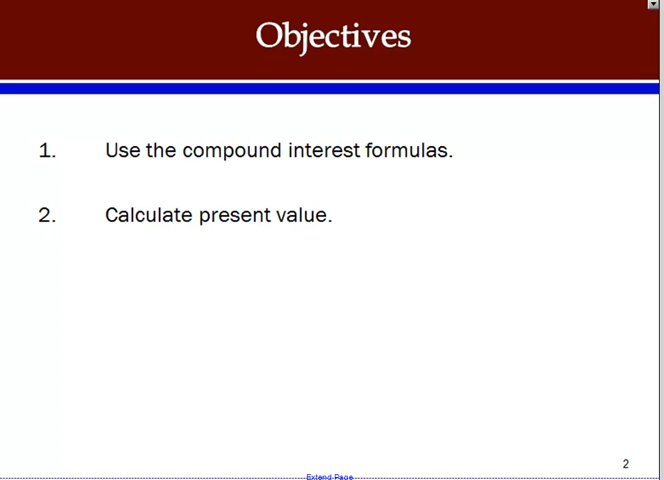 Objectives
1. Use the compound interest formulas.
2. Calculate present value.
2
Extend Page